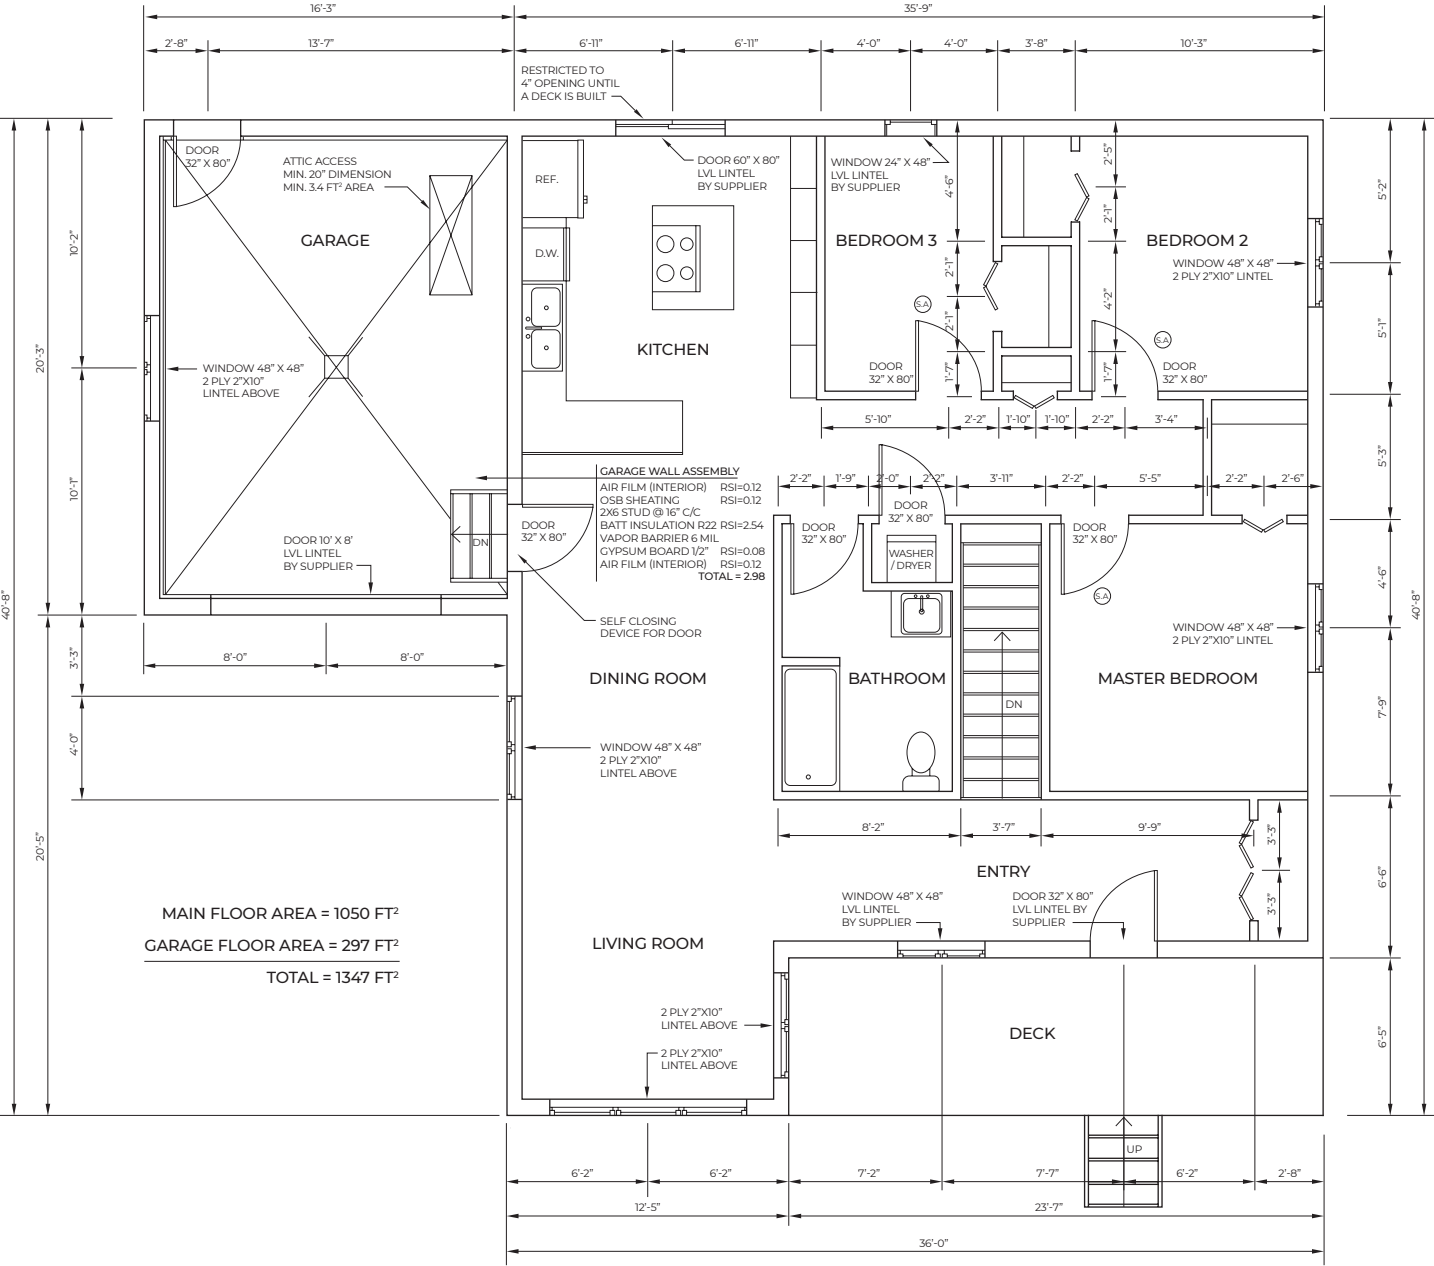 16'-3"
35'-9"
2'-8"
13'-7"
6'-11"
6'-11"
4'-0"
4'-0"
3'-8"
10'-3"
RESTRICTED TO
4" OPENING UNTIL
A DECK IS BUILT
DOOR
32" X 80"
ATTIC ACCESS
MIN. 20" DIMENSION
MIN. 3.4 FT² AREA
REF.
DOOR 60" X 80"
LVL LINTEL
BY SUPPLIER
WINDOW 24" X 48"
LVL LINTEL
BY SUPPLIER
4'-6"
2'-5"
2'-1"
5'-2"
GARAGE
D.W.
BEDROOM 3
BEDROOM 2
WINDOW 48" X 48"
2 PLY 2"X10" LINTEL
10'-2"
2'-1"
4'-2"
S.A
2'-1"
S.A
5'-1"
20'-3"
KITCHEN
WINDOW 48" X 48"
2 PLY 2"X10"
LINTEL ABOVE
DOOR
32" X 80"
1'-7"
1'-7"
DOOR
32" X 80"
5'-10"
2'-2"
1'-10"
1'-10"
2'-2"
3'-4"
5'-3"
10'-1"
GARAGE WALL ASSEMBLY
AIR FILM (INTERIOR) RSI=0.12
OSB SHEATING RSI=0.12
2X6 STUD @ 16" C/C
BATT INSULATION R22 RSI=2.54
VAPOR BARRIER 6 MIL
GYPSUM BOARD 1/2" RSI=0.08
AIR FILM (INTERIOR) RSI=0.12
TOTAL = 2.98
2'-2"
1'-9"
2'-0"
2'-2"
3'-11"
2'-2"
5'-5"
2'-2"
2'-6"
DOOR
32" X 80"
DOOR
32" X 80"
DOOR
32" X 80"
DOOR
32" X 80"
DOOR 10' X 8'
LVL LINTEL
BY SUPPLIER
DN
WASHER
/ DRYER
4'-6"
S.A
40'-8"
40'-8"
SELF CLOSING
DEVICE FOR DOOR
WINDOW 48" X 48"
2 PLY 2"X10" LINTEL
3'-3"
8'-0"
8'-0"
DINING ROOM
BATHROOM
MASTER BEDROOM
DN
7'-9"
4'-0"
WINDOW 48" X 48"
2 PLY 2"X10"
LINTEL ABOVE
20'-5"
8'-2"
3'-7"
9'-9"
3'-3"
ENTRY
6'-6"
WINDOW 48" X 48"
LVL LINTEL
BY SUPPLIER
DOOR 32" X 80"
LVL LINTEL BY
SUPPLIER
3'-3"
MAIN FLOOR AREA = 1050 FT²
GARAGE FLOOR AREA = 297 FT²
TOTAL = 1347 FT²
LIVING ROOM
2 PLY 2"X10"
LINTEL ABOVE
DECK
6'-5"
2 PLY 2"X10"
LINTEL ABOVE
UP
6'-2"
6'-2"
7'-2"
7'-7"
6'-2"
2'-8"
12'-5"
23'-7"
36'-0"